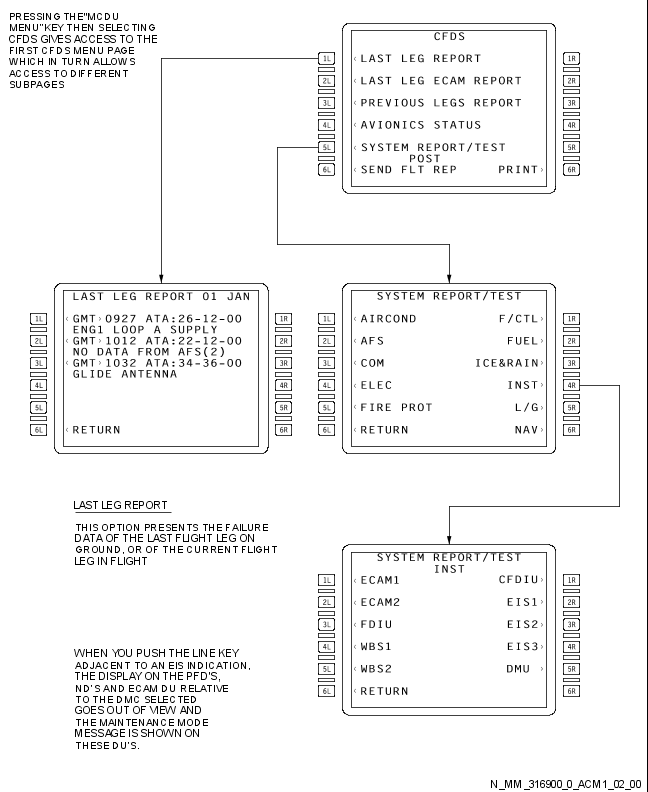 PRESSING THE"MCDU
MENU"KEY THEN SELECTING
CFDS GIVES ACCESS TO THE
FIRST CFDS MENU PAGE
WHICH IN TURN ALLOWS
ACCESS TO DIFFERENT
SUBPAGES
CFDS
1L ‹LAST LEG REPORT 1R
2L ‹LAST LEG ECAM REPORT 2R
3L ‹PREVIOUS LEGS REPORT 3R
4L ‹AVIONICS STATUS 4R
5L ‹SYSTEM REPORT/TEST 5R
POST
6L ‹SEND FLT REP PRINT› 6R
LAST LEG REPORT 01 JAN
1L ‹GMT›0927 ATA:26-12-00 1R
ENG1 LOOP A SUPPLY
2L ‹GMT›1012 ATA:22-12-00 2R
NO DATA FROM AFS(2)
3L ‹GMT›1032 ATA:34-36-00 3R
GLIDE ANTENNA
4L 4R
5L 5R
6L ‹RETURN 6R
SYSTEM REPORT/TEST
1L ‹AIRCOND F/CTL› 1R
2L ‹AFS FUEL› 2R
3L ‹COM ICE&RAIN› 3R
4L ‹ELEC INST› 4R
5L ‹FIRE PROT L/G› 5R
6L ‹RETURN NAV› 6R
LAST LEG REPORT
THIS OPTION PRESENTS THE FAILURE
DATA OF THE LAST FLIGHT LEG ON
GROUND, OR OF THE CURRENT FLIGHT
LEG IN FLIGHT
SYSTEM REPORT/TEST
INST
1L ‹ECAM1 CFDIU› 1R
2L ‹ECAM2 EIS1› 2R
3L ‹FDIU EIS2› 3R
4L ‹WBS1 EIS3› 4R
5L ‹WBS2 DMU › 5R
6L ‹RETURN 6R
WHEN YOU PUSH THE LINE KEY
ADJACENT TO AN EIS INDICATION,
THE DISPLAY ON THE PFD'S,
ND'S AND ECAM DU RELATIVE
TO THE DMC SELECTED
GOES OUT OF VIEW AND
THE MAINTENANCE MODE
MESSAGE IS SHOWN ON
THESE DU'S.
N_MM_316900_0_ACM1_02_00